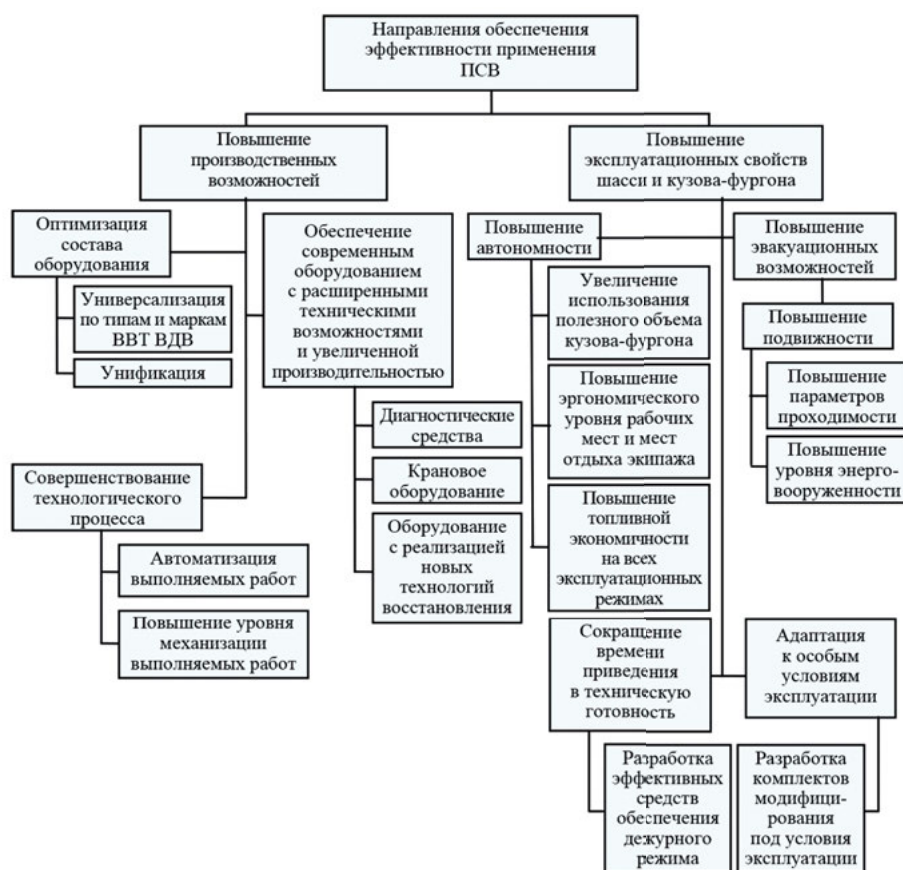 Направления обеспечения
эффективности применения
ПСВ
Повышение
производственных
возможностей
Повышение
эксплуатационных свойств
шасси и кузова-фургона
Оптимизация
состава
оборудования
Универсализация
по типам и маркам
ВВТ ВДВ
Унификация
Обеспечение
современным
оборудованием
с расширенными
техническими
возможностями
и увеличенной
производительностью
Диагностические
средства
Крановое
оборудование
Оборудование
с реализацией
новых
технологий
восстановления
Совершенствование
технологического
процесса
Автоматизация
выполняемых работ
Повышение уровня
механизации
выполняемых работ
Повышение
автономности
Увеличение
использования
полезного объема
кузова-фургона
Повышение
эргономического
уровня рабочих
мест и мест
отдыха экипажа
Повышение
топливной
экономичности
на всех
эксплуатационных
режимах
Повышение
эвакуационных
возможностей
Повышение
подвижности
Повышение
параметров
проходимости
Повышение
уровня энерго-
вооруженности
Сокращение
времени
приведения
в техническую
готовность
Разработка
эффективных
средств
обеспечения
дежурного
режима
Адаптация
к особым
условиям
эксплуатации
Разработка
комплектов
модифици-
рования
под условия
эксплуатации